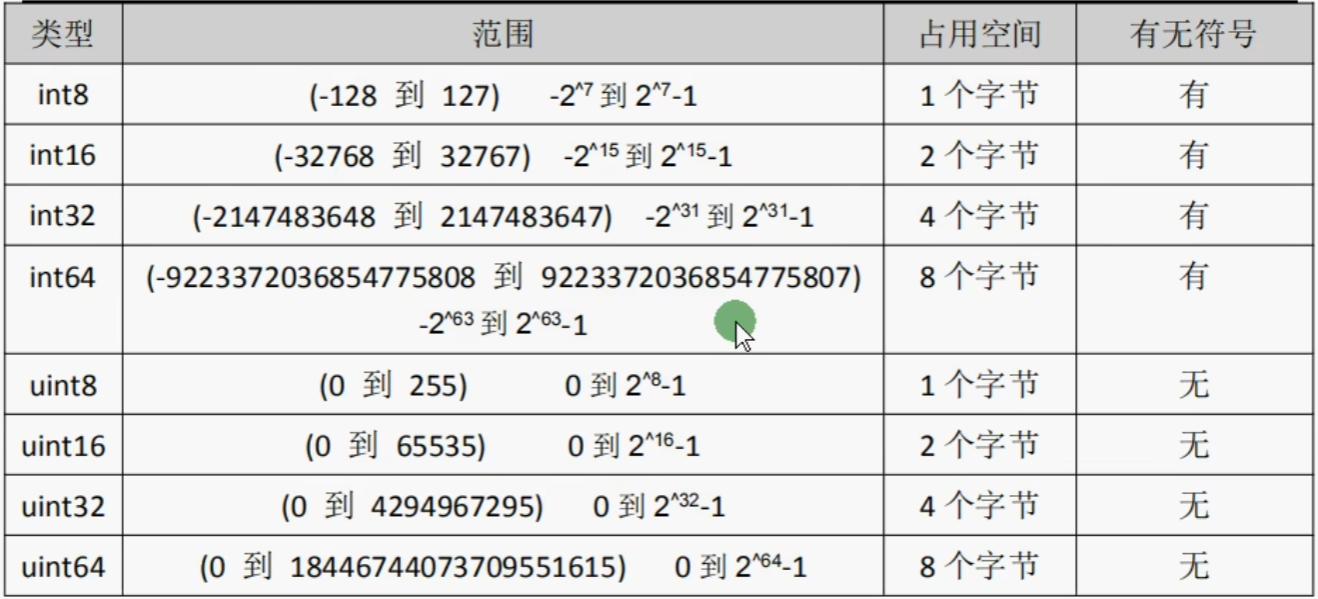 类型 范围 占用空间 有无符号
int8 (-128 到 127) -2^7 到 2^7-1 1 个字节 有
int16 (-32768 到 32767) -2^15 到 2^15-1 2 个字节 有
int32 (-2147483648 到 2147483647) -2^31 到 2^31-1 4 个字节 有
int64 (-9223372036854775808 到 9223372036854775807) 8 个字节 有
-2^63 到 2^63-1
uint8 (0 到 255) 0 到 2^8-1 1 个字节 无
uint16 (0 到 65535) 0 到 2^16-1 2 个字节 无
uint32 (0 到 4294967295) 0 到 2^32-1 4 个字节 无
uint64 (0 到 18446744073709551615) 0 到 2^64-1 8 个字节 无